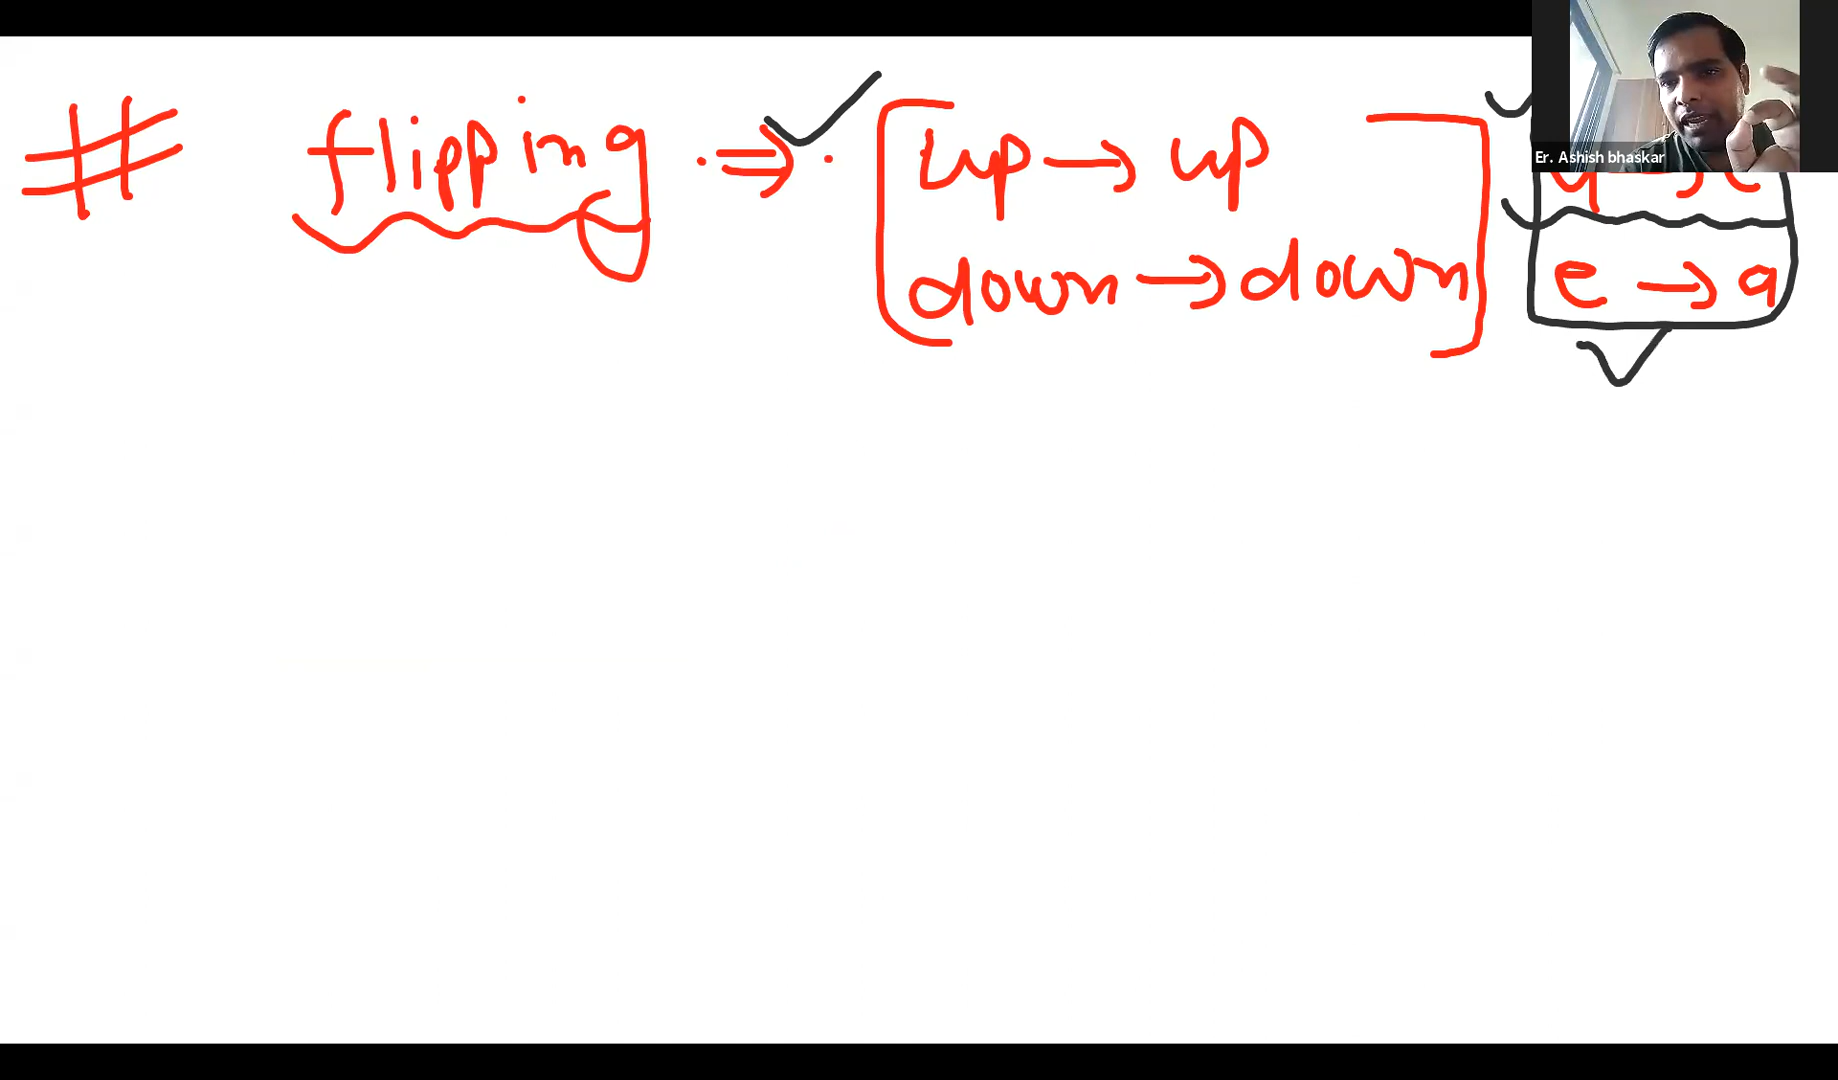 # flipping ⇒ [up → up
down → down]
e → a
Er. Ashish bhaskar